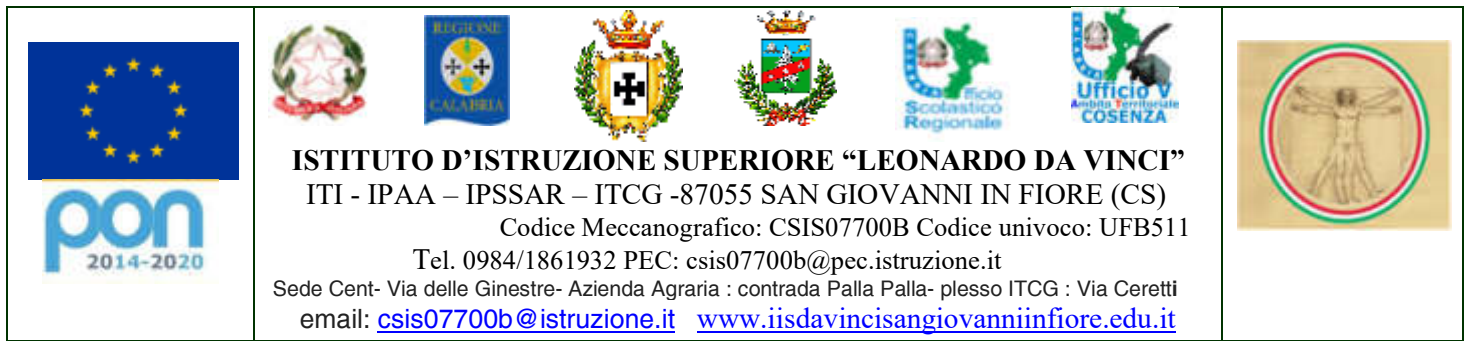 REGIONE
CALABRIA
Ufficio
Scolastico
Regionale
Ufficio V
Ambito Territoriale
COSENZA
ISTITUTO D’ISTRUZIONE SUPERIORE “LEONARDO DA VINCI”
ITI - IPAA – IPSSAR – ITCG -87055 SAN GIOVANNI IN FIORE (CS)
Codice Meccanografico: CSIS07700B Codice univoco: UFB511
Tel. 0984/1861932 PEC: csis07700b@pec.istruzione.it
Sede Cent- Via delle Ginestre- Azienda Agraria : contrada Palla Palla- plesso ITCG : Via Ceretti
email: csis07700b@istruzione.it www.iisdavincisangiovanniinfiore.edu.it
pon
2014-2020